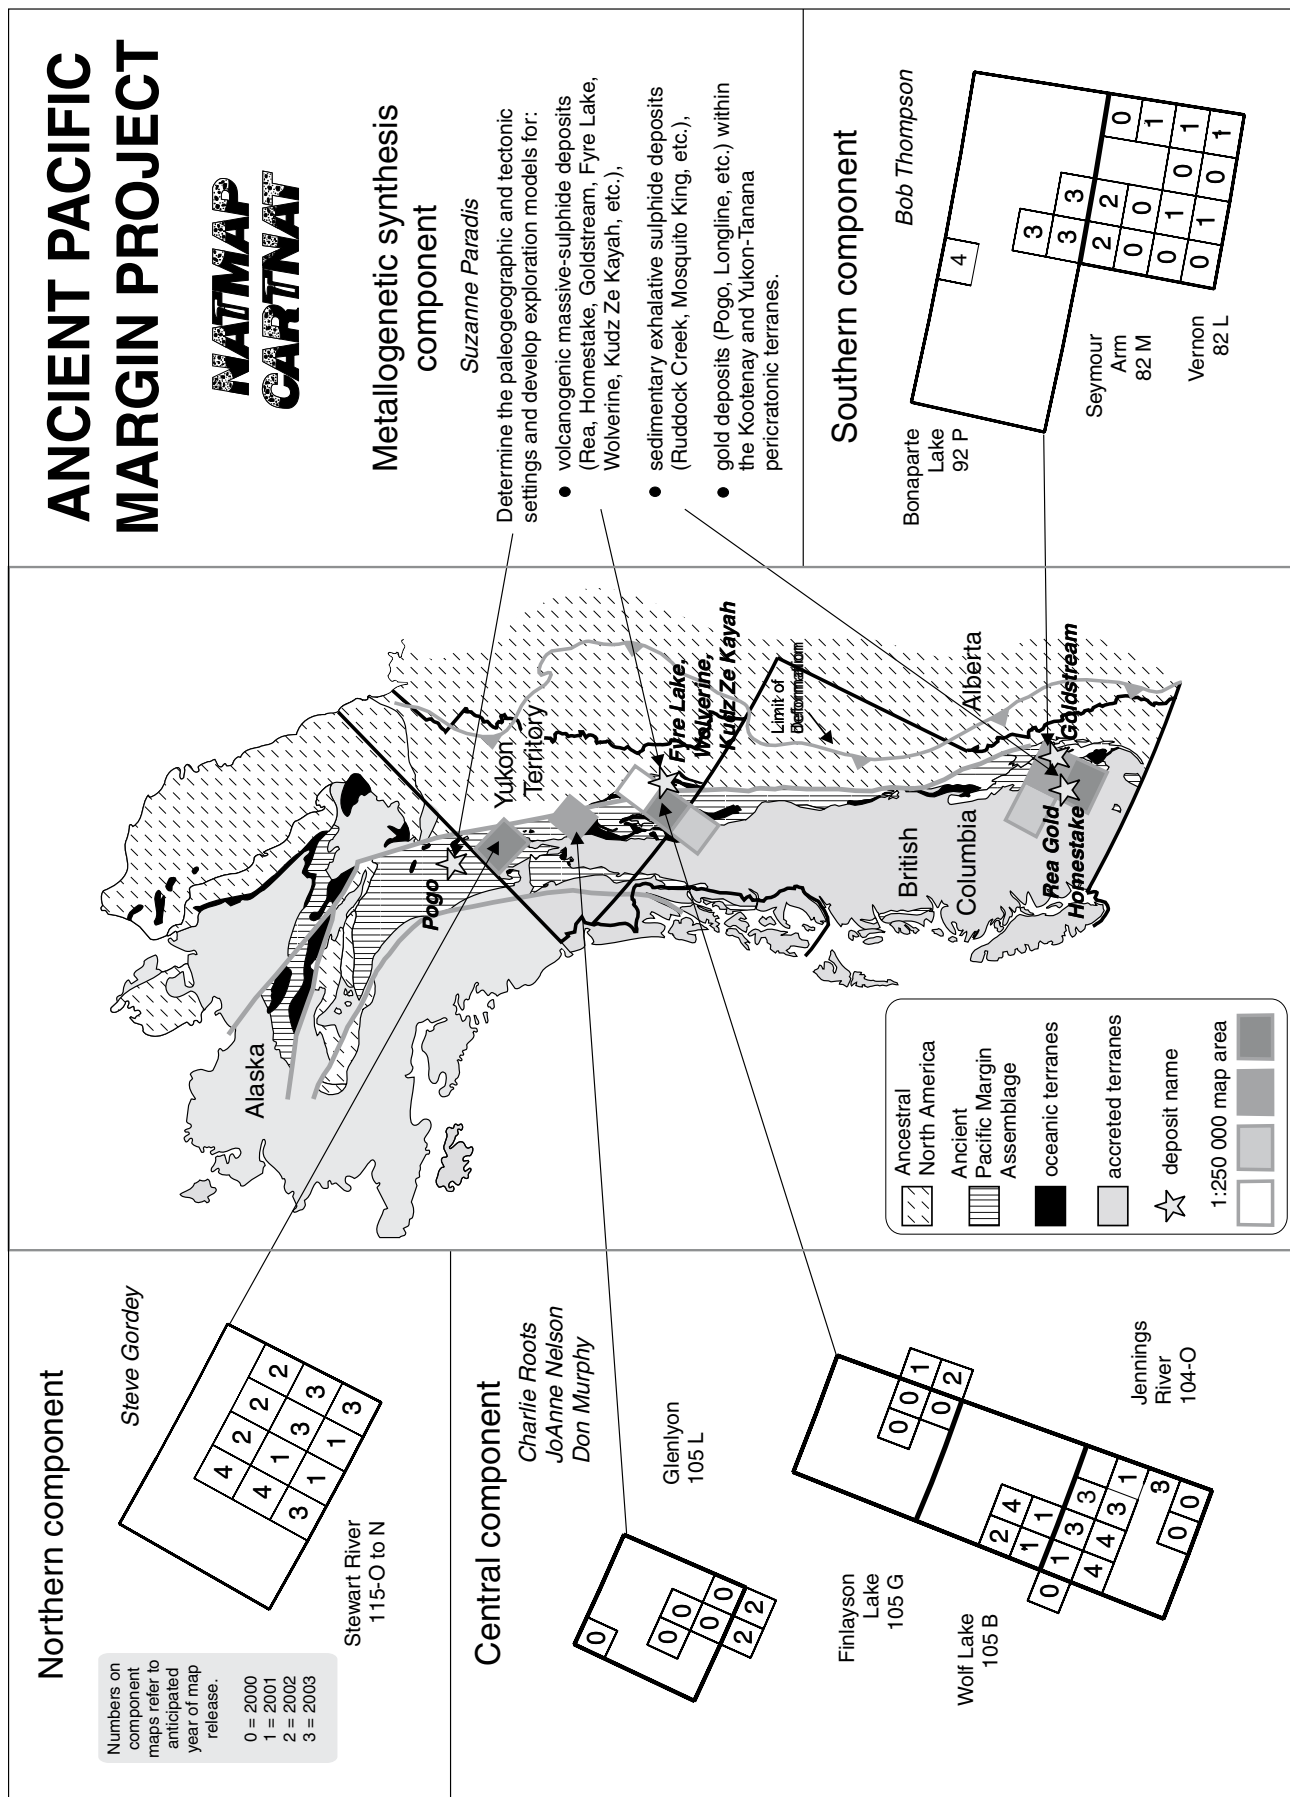 ANCIENT PACIFIC
MARGIN PROJECT
NATMAP
CARTNAT
Metallogenetic synthesis
component
Suzanne Paradis
Determine the paleogeographic and tectonic
settings and develop exploration models for:
● volcanogenic massive-sulphide deposits
(Rea, Homestake, Goldstream, Fyre Lake,
Wolverine, Kudz Ze Kayah, etc.),
● sedimentary exhalative sulphide deposits
(Ruddock Creek, Mosquito King, etc.),
● gold deposits (Pogo, Longline, etc.) within
the Kootenay and Yukon-Tanana
pericratonic terranes.
Southern component
Bob Thompson
Bonaparte
Lake
92 P
Seymour
Arm
82 M
Vernon
82 L
4
3
3 3
2 2 0
0 0 1
0 1 0 1
0 1 0 1
Alaska
Pogo
Yukon
Territory
Fyre Lake,
Wolverine,
Kudz Ze Kayah
Limit of
Deformation
Alberta
British
Columbia
Goldstream
Rea Gold
Homestake
Ancestral
North America
Ancient
Pacific Margin
Assemblage
oceanic terranes
accreted terranes
deposit name
1:250 000 map area
Northern component
Steve Gordey
4 2 2 2
4 1 3 3
3 1 1 3
Stewart River
115-O to N
Numbers on
component
maps refer to
anticipated
year of map
release.
0 = 2000
1 = 2001
2 = 2002
3 = 2003
Central component
Charlie Roots
JoAnne Nelson
Don Murphy
Glenlyon
105 L
0
0 0
0 0
2 2
Finlayson
Lake
105 G
0 0 1
0 2
Wolf Lake
105 B
2 4
1 1
Jennings
River
104-O
0 1 3 3
4 4 3 1
3
0 0